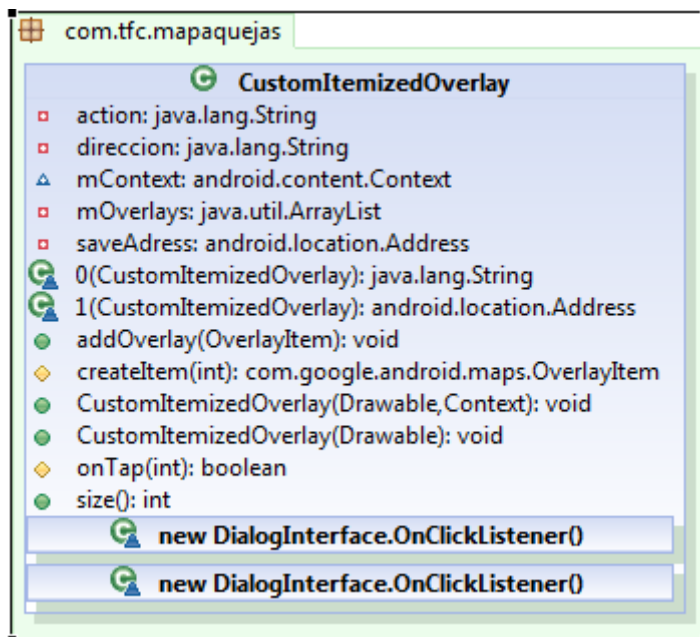 com.tfc.mapaquejas
CustomItemizedOverlay
action: java.lang.String
direccion: java.lang.String
mContext: android.content.Context
mOverlays: java.util.ArrayList
saveAdress: android.location.Address
0(CustomItemizedOverlay): java.lang.String
1(CustomItemizedOverlay): android.location.Address
addOverlay(OverlayItem): void
createItem(int): com.google.android.maps.OverlayItem
CustomItemizedOverlay(Drawable,Context): void
CustomItemizedOverlay(Drawable): void
onTap(int): boolean
size(): int
new DialogInterface.OnClickListener()
new DialogInterface.OnClickListener()